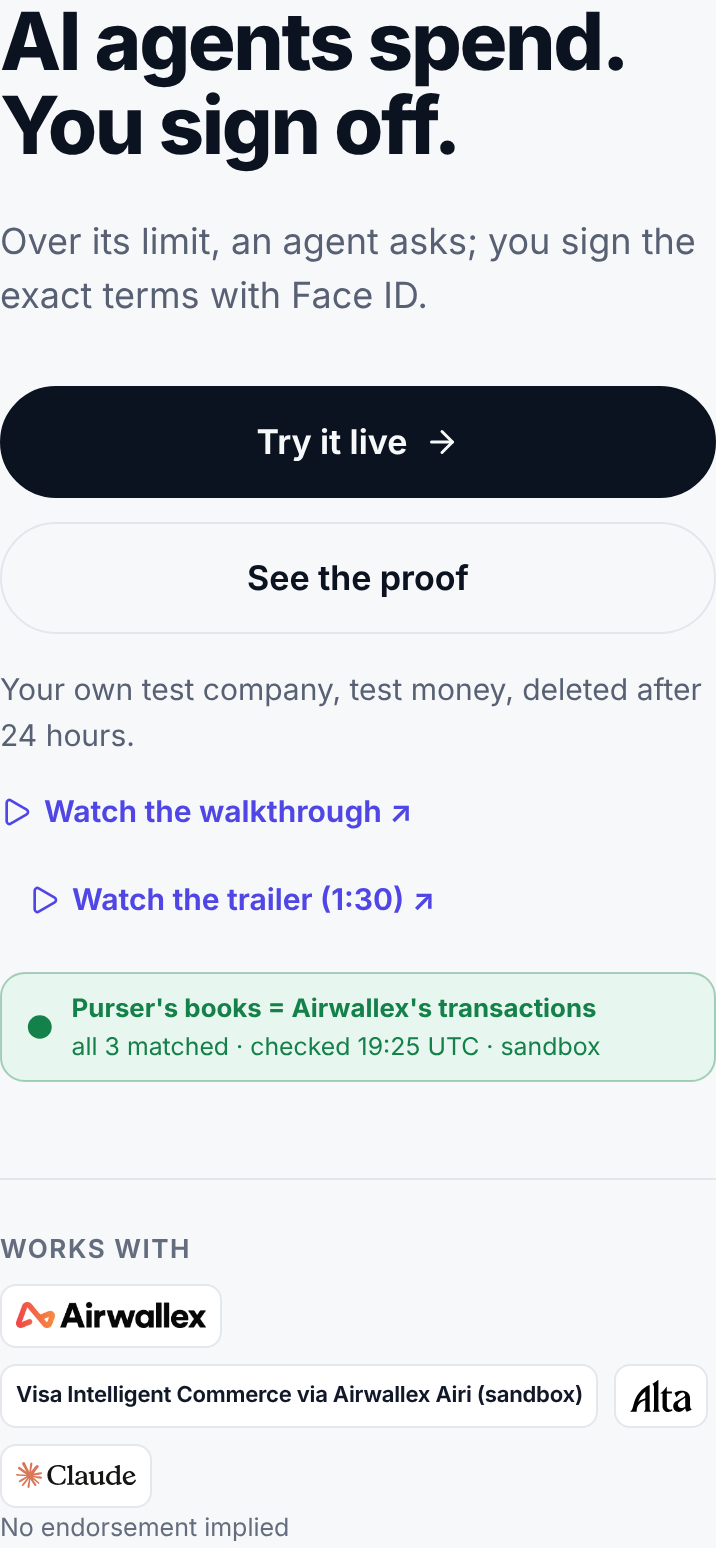 AI agents spend.
You sign off.
Over its limit, an agent asks; you sign the
exact terms with Face ID.
Try it live →
See the proof
Your own test company, test money, deleted after
24 hours.
Watch the walkthrough ↗
Watch the trailer (1:30) ↗
Purser's books = Airwallex's transactions
all 3 matched · checked 19:25 UTC · sandbox
WORKS WITH
Airwallex
Visa Intelligent Commerce via Airwallex Airi (sandbox)
Alta
Claude
No endorsement implied